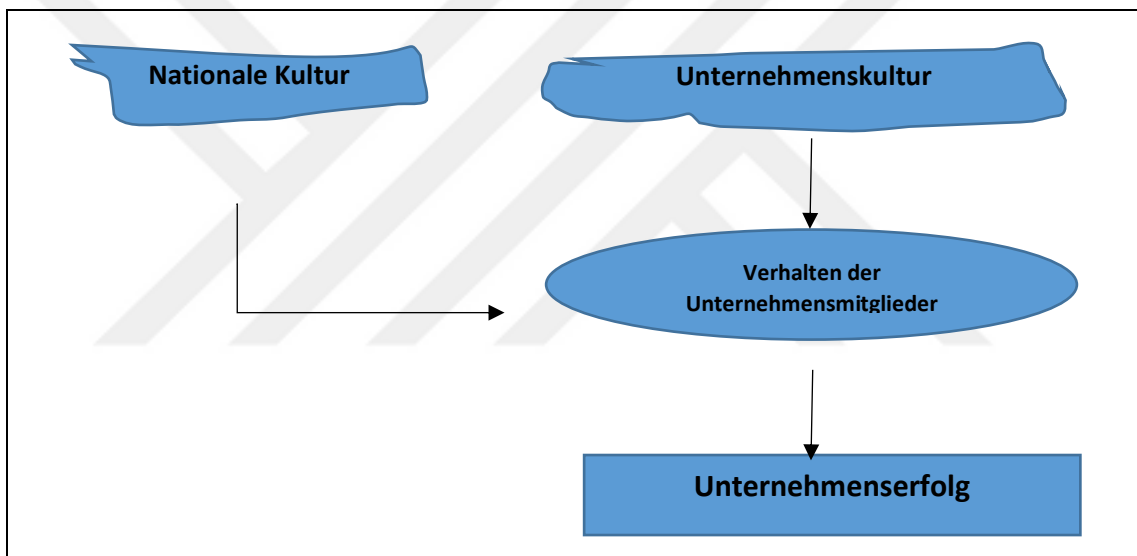 Nationale Kultur
Unternehmenskultur
Verhalten der
Unternehmensmitglieder
Unternehmenserfolg